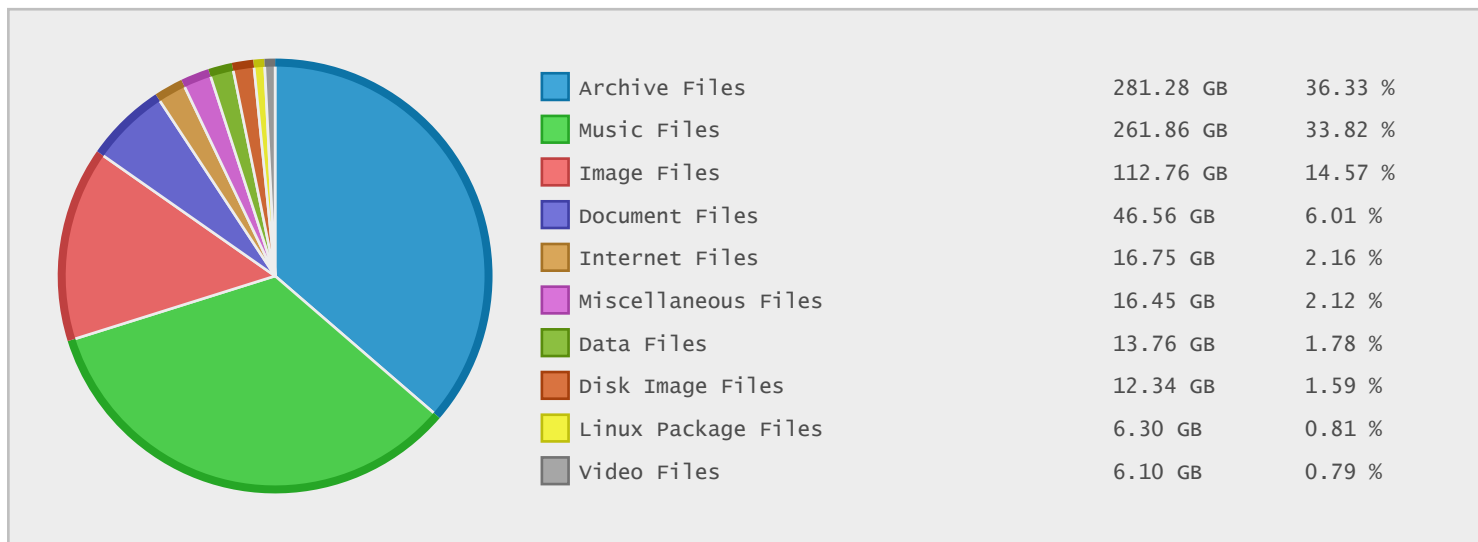 Archive Files 281.28 GB 36.33 %
Music Files 261.86 GB 33.82 %
Image Files 112.76 GB 14.57 %
Document Files 46.56 GB 6.01 %
Internet Files 16.75 GB 2.16 %
Miscellaneous Files 16.45 GB 2.12 %
Data Files 13.76 GB 1.78 %
Disk Image Files 12.34 GB 1.59 %
Linux Package Files 6.30 GB 0.81 %
Video Files 6.10 GB 0.79 %